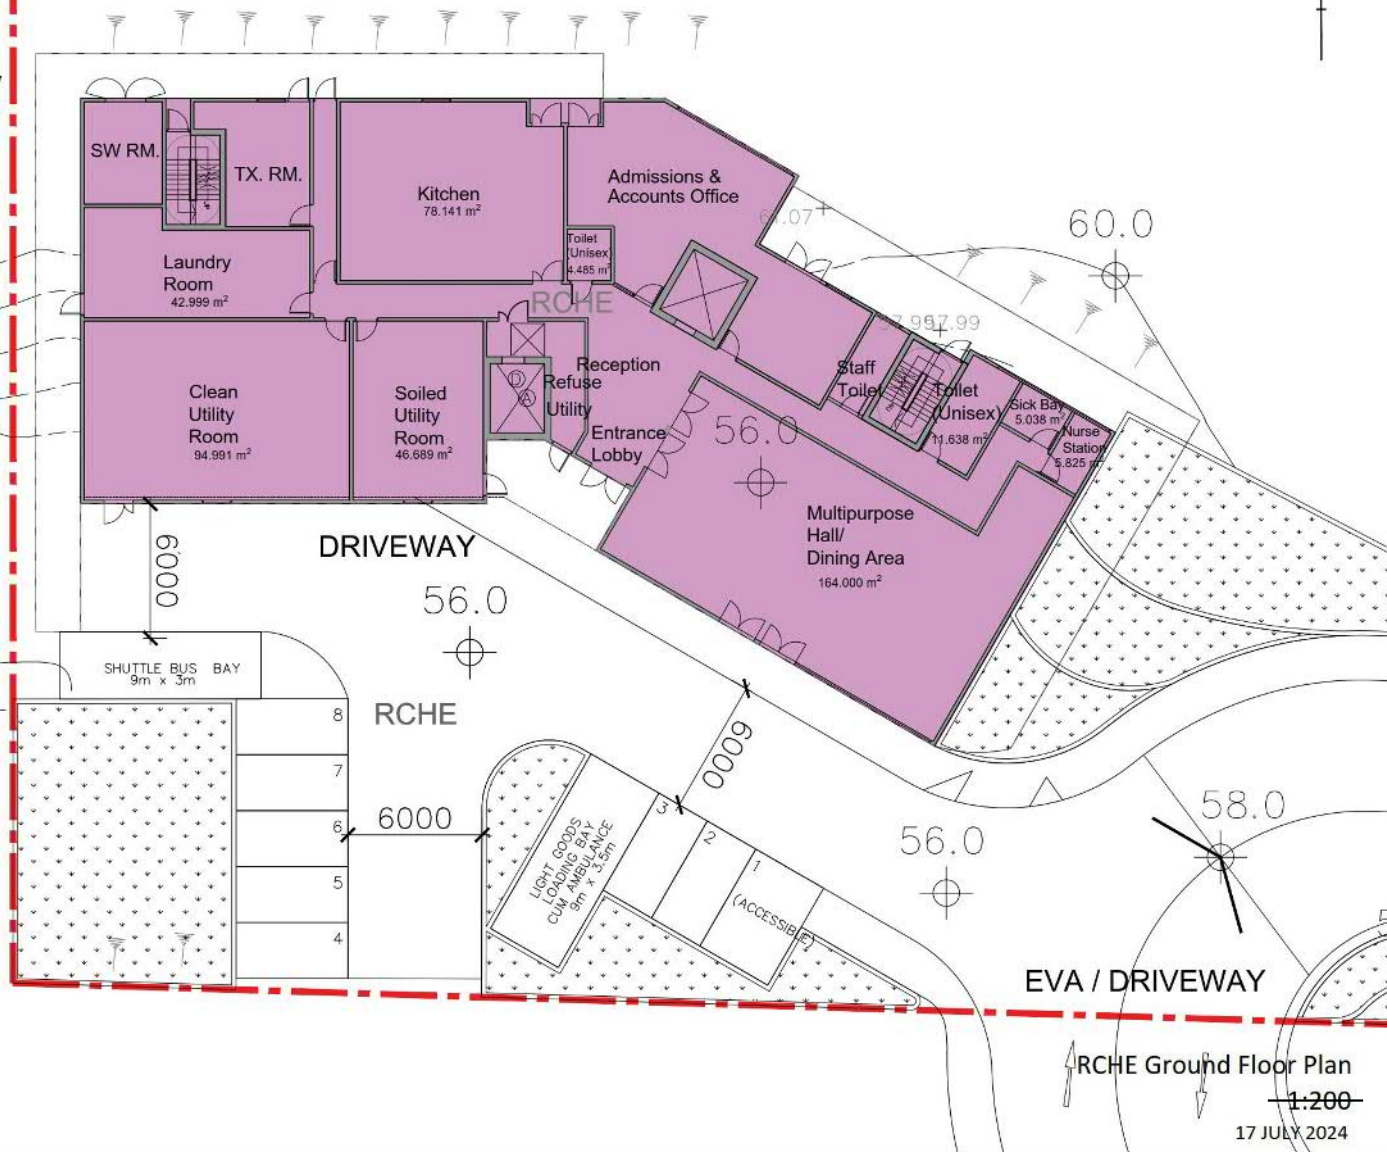 SW RM.
TX. RM.
Kitchen
78.141 m²
Admissions &
Accounts Office
60.0
Toilet
(Unisex)
4.485 m²
Laundry
Room
42.999 m²
RCHE
57.99
Reception
Staff
Toilet
Toilet
(Unisex)
11.638 m²
Sick Bay
5.038 m²
Nurse
Station
5.825 m²
Clean
Utility
Room
94.991 m²
Soiled
Utility
Room
46.689 m²
D
A
Refuse
Utility
Entrance
Lobby
56.0
Multipurpose
Hall/
Dining Area
164.000 m²
DRIVEWAY
6000
56.0
SHUTTLE BUS BAY
9m x 3m
RCHE
8
7
6
5
4
6000
6000
LIGHT GOODS
LOADING BAY
CUM AMBULANCE
9m x 3.5m
3
2
1
(ACCESSIBLE)
56.0
58.0
EVA / DRIVEWAY
RCHE Ground Floor Plan
1:200
17 JULY 2024